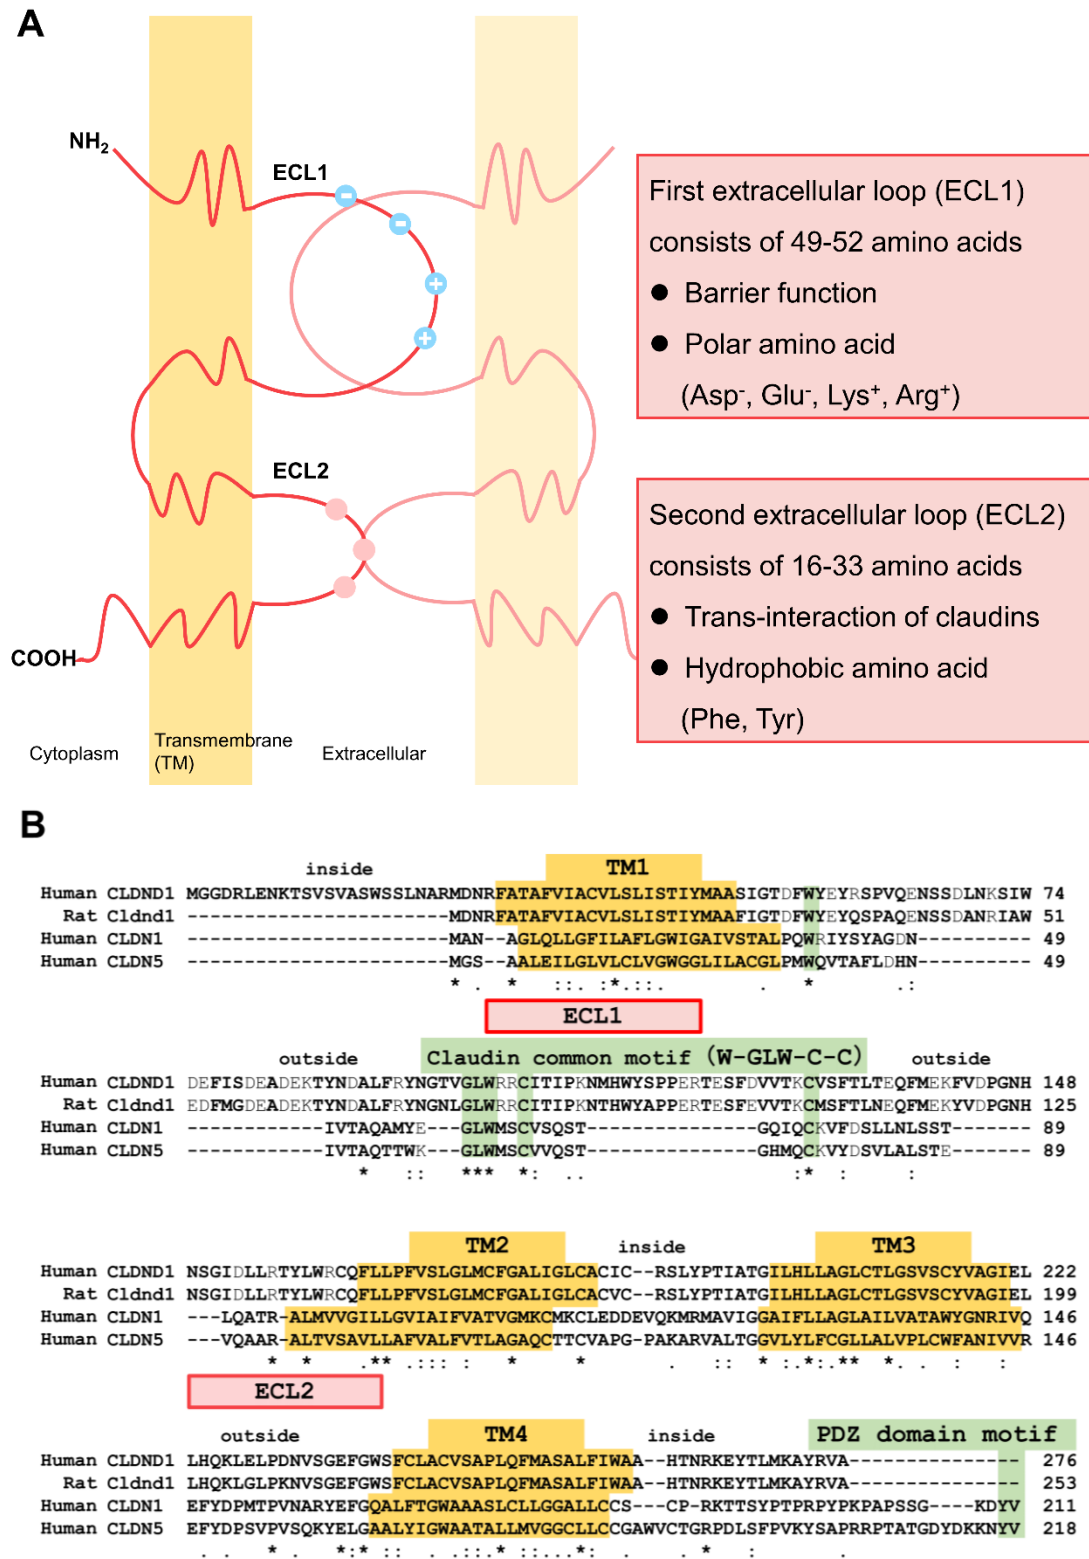 A
NH₂
ECL1
ECL2
COOH
Cytoplasm
Transmembrane
(TM)
Extracellular
First extracellular loop (ECL1)
consists of 49-52 amino acids
● Barrier function
● Polar amino acid
(Asp⁻, Glu⁻, Lys⁺, Arg⁺)
Second extracellular loop (ECL2)
consists of 16-33 amino acids
● Trans-interaction of claudins
● Hydrophobic amino acid
(Phe, Tyr)
B
inside TM1
Human CLDND1 MGGDRLENKTSVSVASWSSLNARMDNRFATAFVIACVLSLISTIYMAASIGTDFWYEYRSPVQENSSDLNKSIW 74
Rat Cldnd1 -----------------------MDNRFATAFVIACVLSLISTIYMAAFIGTDFWYEYQSPAQENSSDANRIAW 51
Human CLDN1 -----------------------MAN--AGLQLLGFILAFLGWIGAIVSTALPQWRIYSYAGDN---------- 49
Human CLDN5 -----------------------MGS--AALEILGLVLCLVGWGGLILACGLPMWQVTAFLDHN---------- 49
* . * ::. :*.::. . * .:
ECL1
outside Claudin common motif (W-GLW-C-C) outside
Human CLDND1 DEFISDEADEKTYNDALFRYNGTVGLWRRCITIPKNMHWYSPPERTESFDVVTKCVSFTLTEQFMEKFVDPGNH 148
Rat Cldnd1 EDFMGDEADEKTYNDALFRYNGNLGLWRRCITIPKNTHWYAPPERTESFEVVTKCMSFTLNEQFMEKYVDPGNH 125
Human CLDN1 ------------IVTAQAMYE---GLWMSCVSQST---------------GQIQCKVFDSLLNLSST------- 89
Human CLDN5 ------------IVTAQTTWK---GLWMSCVVQST---------------GHMQCKVYDSVLALSTE------- 89
* :: *** *: .. :* : :
TM2 inside TM3
Human CLDND1 NSGIDLLRTYLWRCQFLLPFVSLGLMCFGALIGLCACIC--RSLYPTIATGILHLLAGLCTLGSVSCYVAGIEL 222
Rat Cldnd1 NSGIDLLRTYLWRCQFLLPFVSLGLMCFGALIGLCACVC--RSLYPTIATGILHLLAGLCTLGSVSCYVAGIEL 199
Human CLDN1 ---LQATR-ALMVVGILLGVIAIFVATVGMKCMKCLEDDEVQKMRMAVIGGAIFLLAGLAILVATAWYGNRIVQ 146
Human CLDN5 ---VQAAR-ALTVSAVLLAFVALFVTLAGAQCTTCVAPG-PAKARVALTGGVLYLFCGLLALVPLCWFANIVVR 146
* * .** .:::: * * . :: * :*:.** *. . : :
ECL2
outside TM4 inside PDZ domain motif
Human CLDND1 LHQKLELPDNVSGEFGWSFCLACVSAPLQFMASALFIWAA--HTNRKEYTLMKAYRVA--------------- 276
Rat Cldnd1 LHQKLGLPKNVSGEFGWSFCLACVSAPLQFMASALFIWAA--HTNRKEYTLMKAYRVA--------------- 253
Human CLDN1 EFYDPMTPVNARYEFGQALFTGWAAASLCLLGGALLCCS---CP-RKTTSYPTPRPYPKPAPSSG----KDYV 211
Human CLDN5 EFYDPSVPVSQKYELGAALYIGWAATALLMVGGCLLCCGAWVCTGRPDLSFPVKYSAPRRPTATGDYDKKNYV 218
. . * . *:* :: . ..:.* ::...*: . . * :